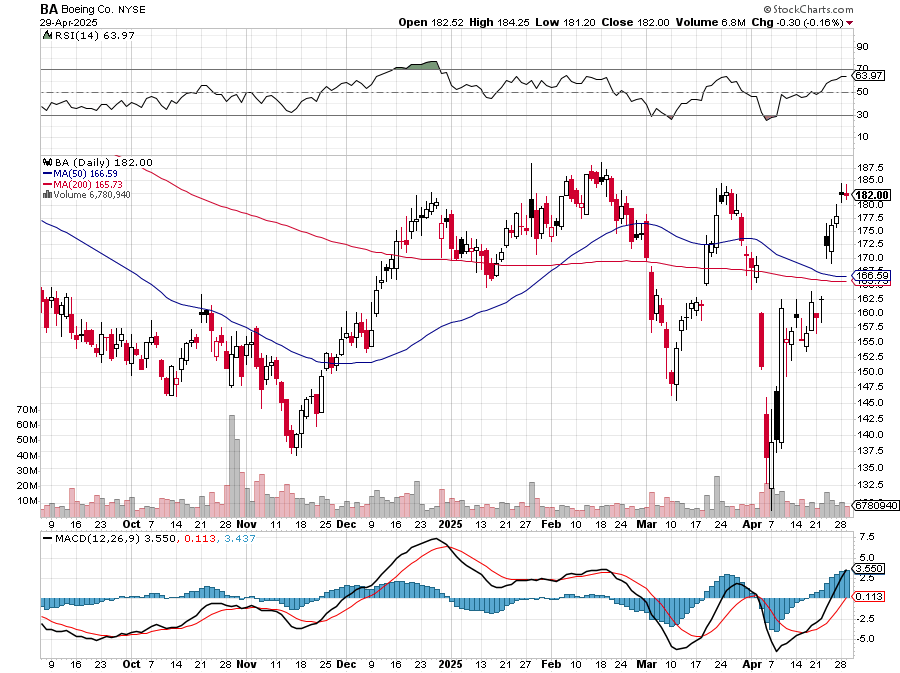 BA Boeing Co. NYSE
© StockCharts.com
29-Apr-2025
Open 182.52 High 184.25 Low 181.20 Close 182.00 Volume 6.8M Chg -0.30 (-0.16%)
RSI(14) 63.97
90
70
63.97
50
30
10
BA (Daily) 182.00
MA(50) 166.59
MA(200) 165.73
Volume 6,780,940
187.5
185.0
182.00
180.0
177.5
175.0
172.5
170.0
166.59
162.5
160.0
157.5
155.0
152.5
150.0
147.5
145.0
142.5
140.0
137.5
135.0
132.5
6780940
70M
60M
50M
40M
30M
20M
10M
9 16 23 Oct 7 14 21 28 Nov 11 18 25 Dec 9 16 23 2025 13 21 27 Feb 10 18 24 Mar 10 17 24 Apr 7 14 21 28
MACD(12,26,9) 3.550, 0.113, 3.437
7.5
5.0
3.550
2.5
0.113
-2.5
-5.0
9 16 23 Oct 7 14 21 28 Nov 11 18 25 Dec 9 16 23 2025 13 21 27 Feb 10 18 24 Mar 10 17 24 Apr 7 14 21 28